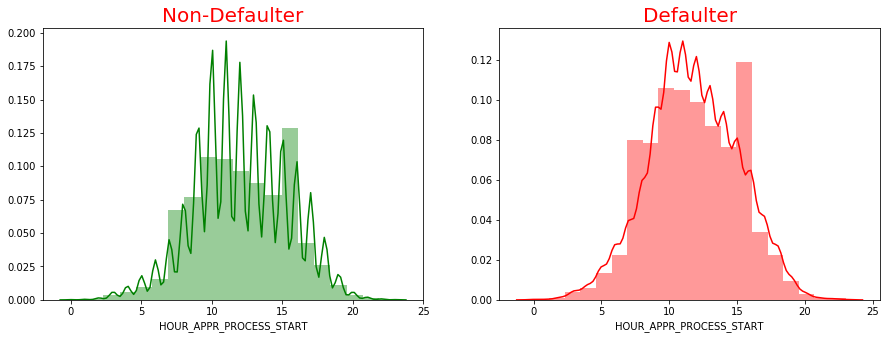 Non-Defaulter
0.200
0.175
0.150
0.125
0.100
0.075
0.050
0.025
0.000
0 5 10 15 20 25
HOUR_APPR_PROCESS_START
Defaulter
0.12
0.10
0.08
0.06
0.04
0.02
0.00
0 5 10 15 20 25
HOUR_APPR_PROCESS_START